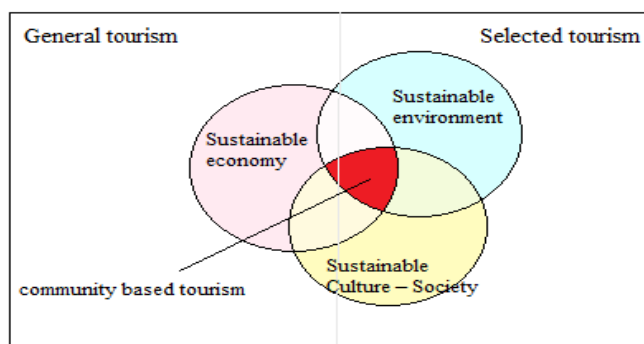 General tourism
Selected tourism
Sustainable
environment
Sustainable
economy
Sustainable
Culture – Society
community based tourism